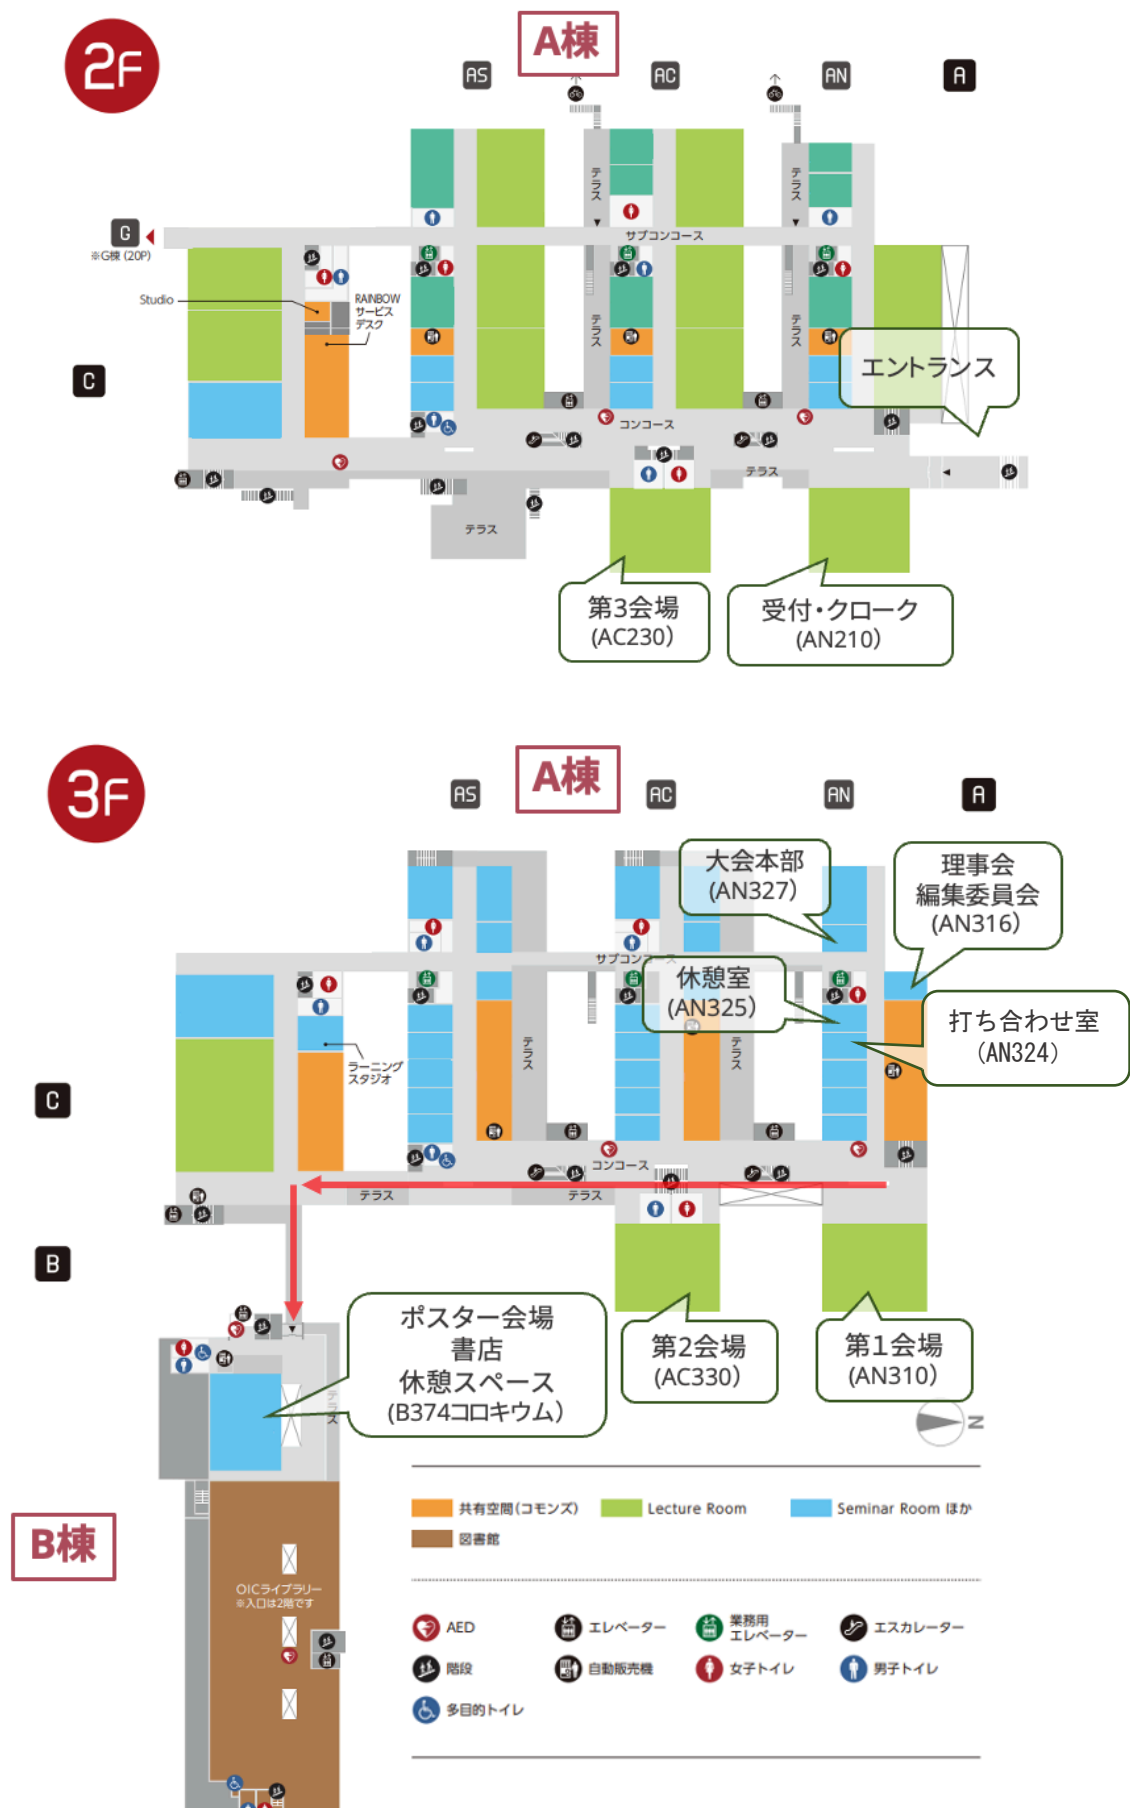 2F
A棟
AS
AC
AN
A
テラス
テラス
G
※G棟 (20P)
サブコンコース
Studio
RAINBOW
サービス
デスク
テラス
テラス
エントランス
C
コンコース
テラス
テラス
第3会場
(AC230)
受付・クローク
(AN210)
3F
A棟
AS
AC
AN
A
大会本部
(AN327)
理事会
編集委員会
(AN316)
サブコンコース
休憩室
(AN325)
打ち合わせ室
(AN324)
テラス
テラス
ラーニング
スタジオ
C
コンコース
テラス
テラス
B
ポスター会場
書店
休憩スペース
(B374コロキウム)
テラス
第2会場
(AC330)
第1会場
(AN310)
N
共有空間(コモンズ)
Lecture Room
Seminar Room ほか
図書館
B棟
OICライブラリー
※入口は2階です
AED
エレベーター
業務用
エレベーター
エスカレーター
階段
自動販売機
女子トイレ
男子トイレ
多目的トイレ